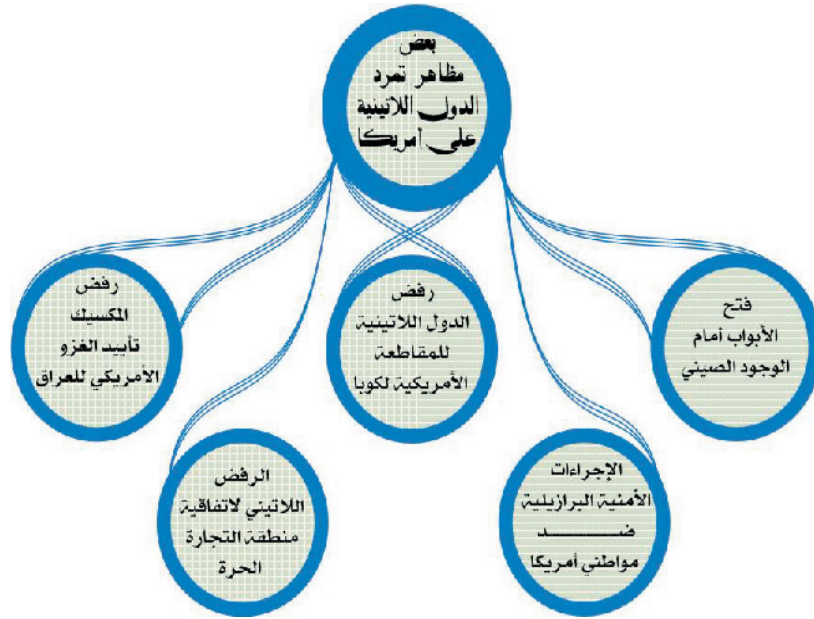 بعض
مظاهر تمرد
الدول اللاتينية
على أمريكا
فتح
الأبواب أمام
الوجود الصيني
رفض
الدول اللاتينية
للمقاطعة
الأمريكية لكوبا
رفض
المكسيك
تأييد الغزو
الأمريكي للعراق
الإجراءات
الأمنية البرازيلية
ضـــــــد
مواطني أمريكا
الرفض
اللاتيني لاتفاقية
منطقة التجارة
الحرة